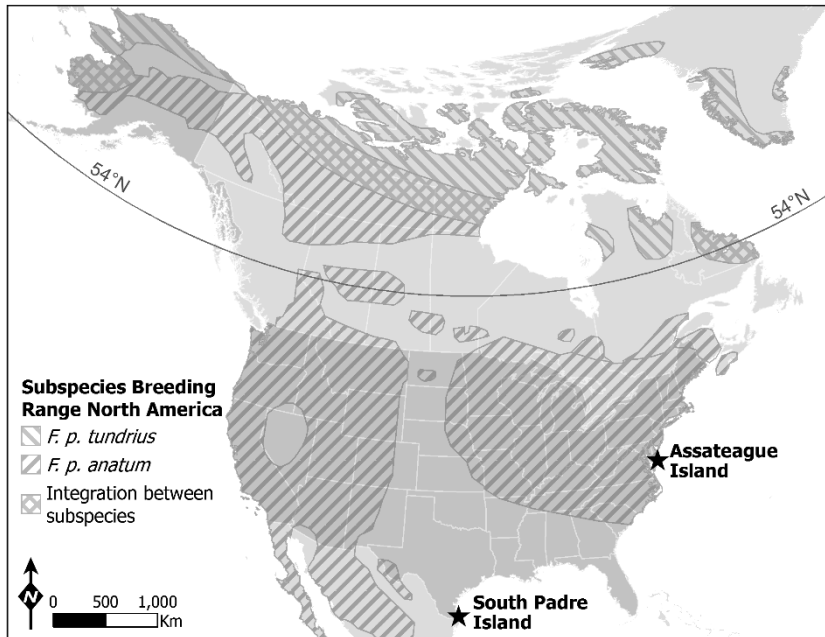 54°N
54°N
Subspecies Breeding
Range North America
F. p. tundrius
F. p. anatum
Integration between
subspecies
Assateague
Island
N
0 500 1,000
Km
South Padre
Island